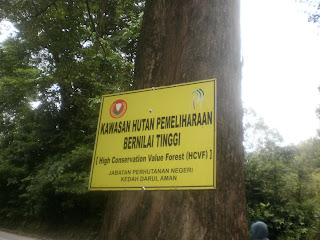 KAWASAN HUTAN PEMELIHARAAN
BERNILAI TINGGI
[ High Conservation Value Forest (HCVF) ]
JABATAN PERHUTANAN NEGERI
KEDAH DARUL AMAN